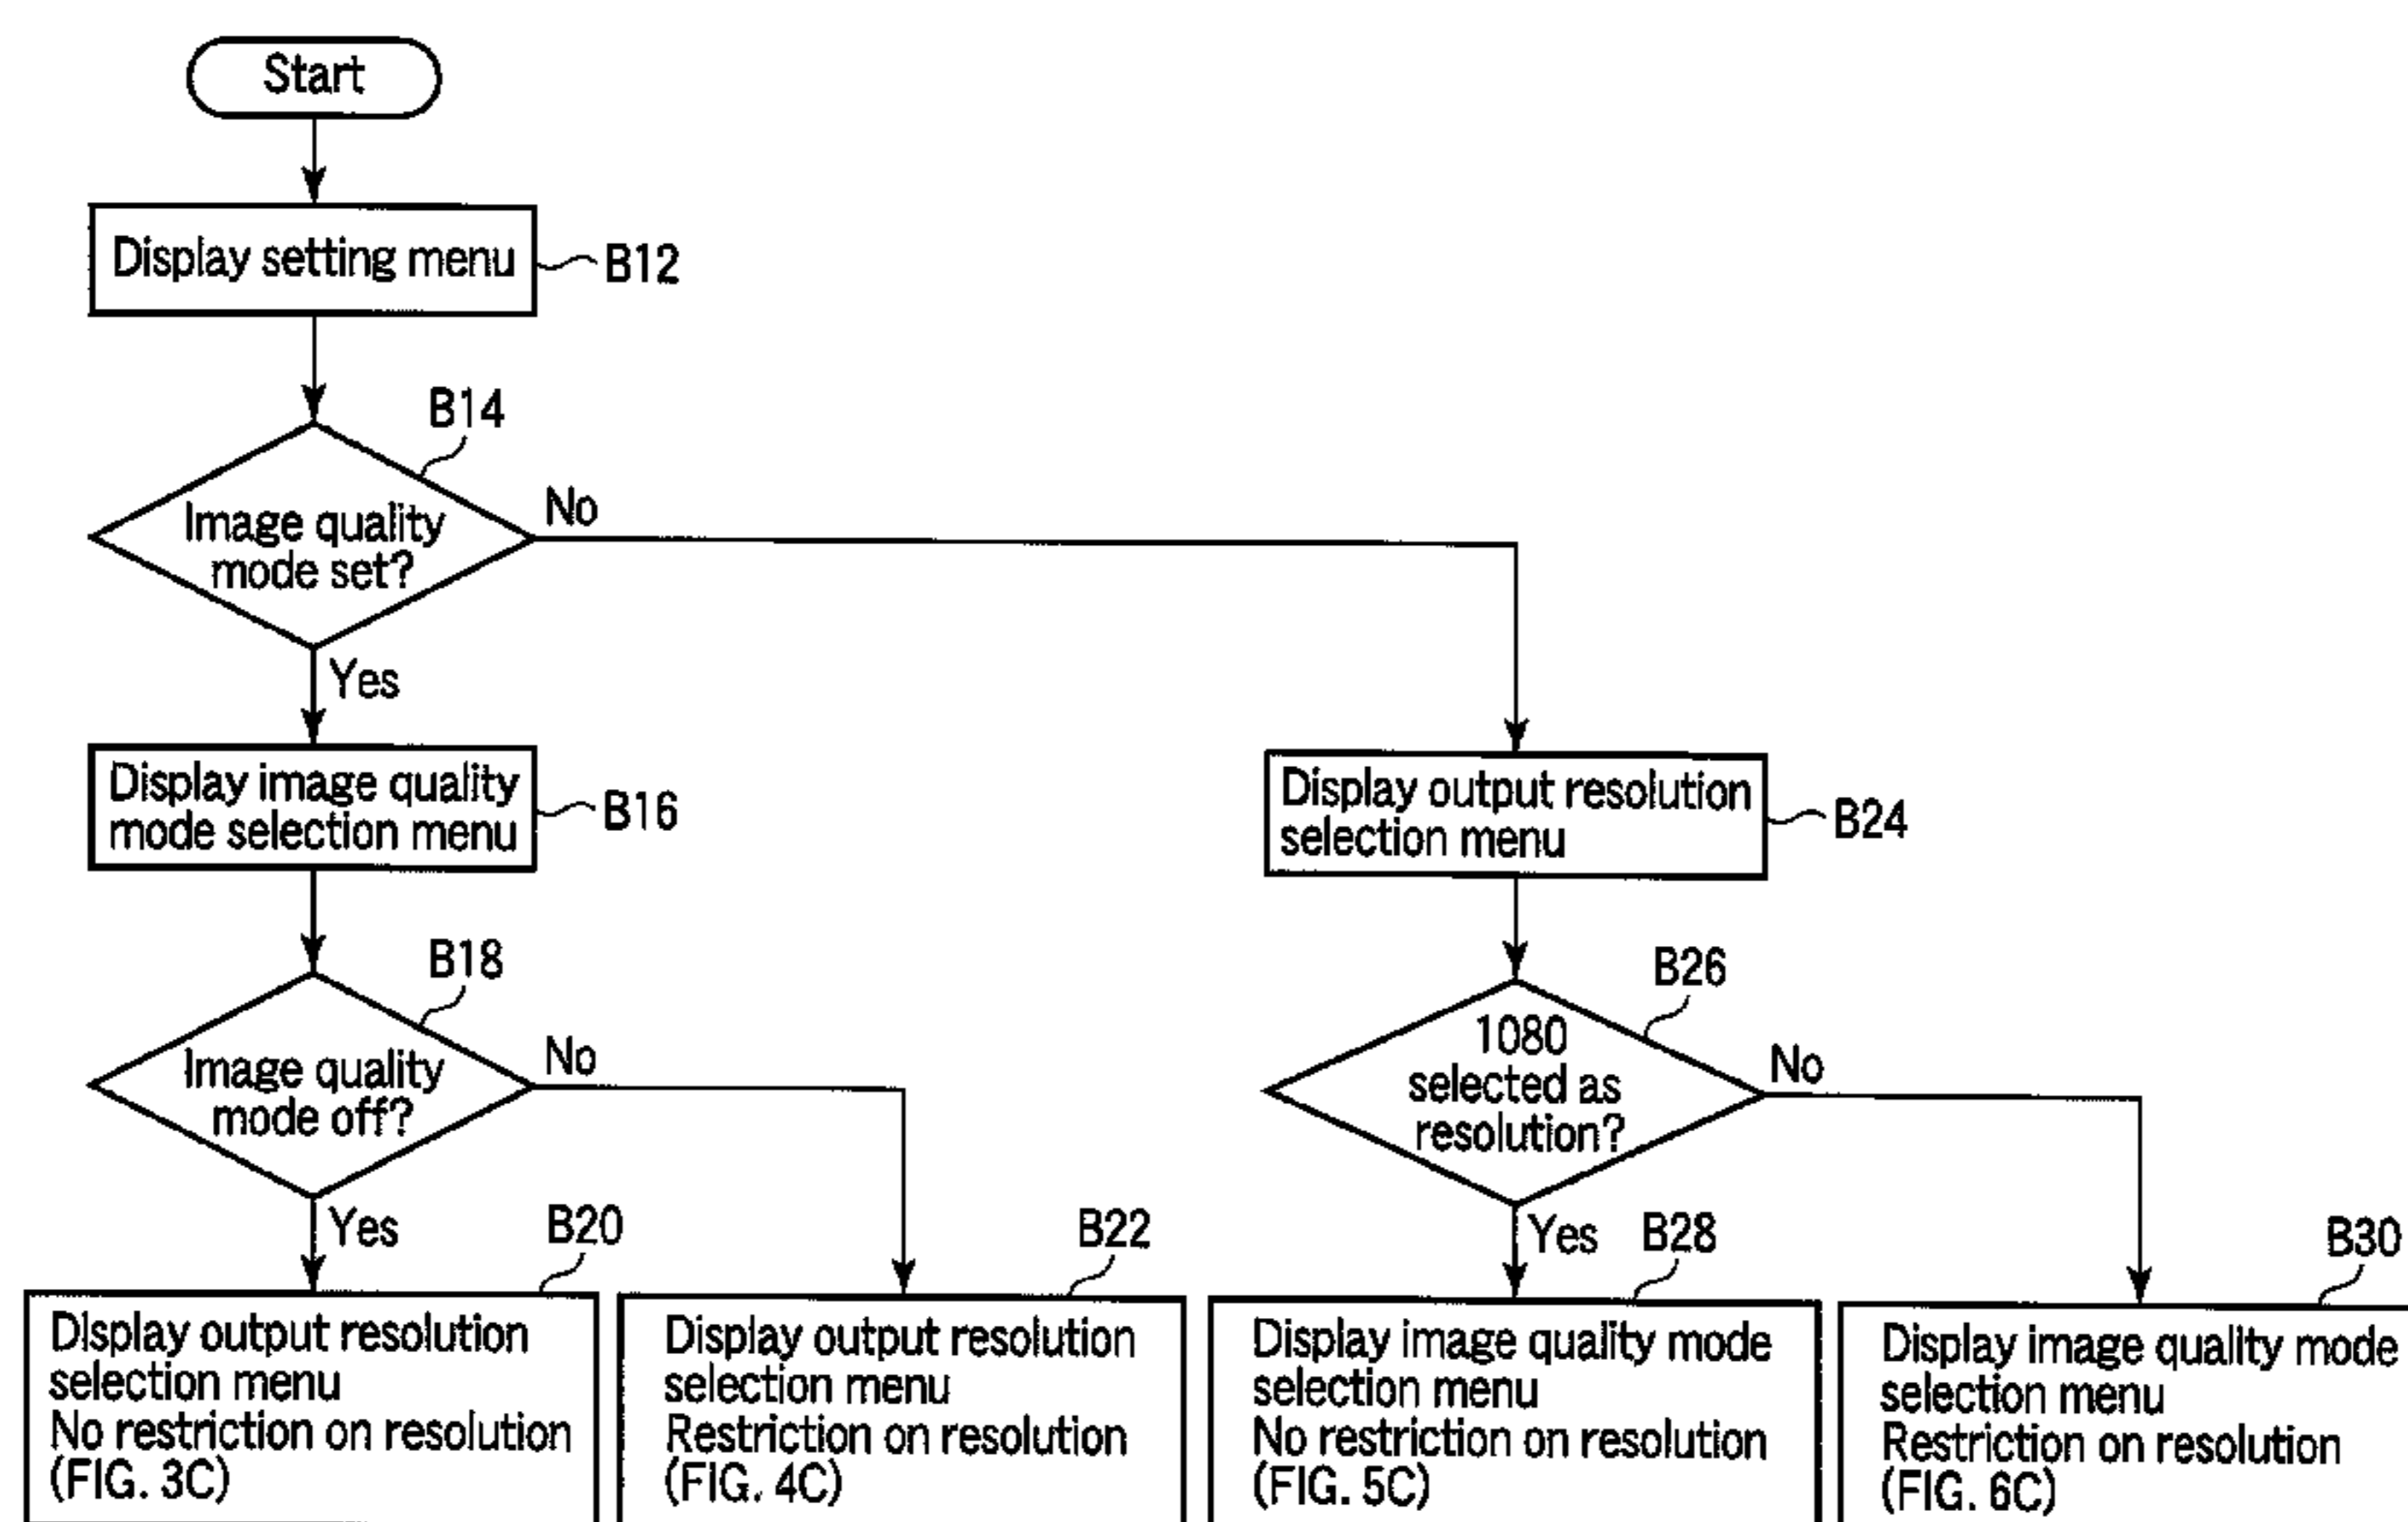 Start
Display setting menu
B12
B14
Image quality
mode set?
No
Yes
Display image quality
mode selection menu
B16
Display output resolution
selection menu
B24
B18
Image quality
mode off?
No
Yes
B26
1080
selected as
resolution?
No
Yes
B20
Display output resolution
selection menu
No restriction on resolution
(FIG. 3C)
B22
Display output resolution
selection menu
Restriction on resolution
(FIG. 4C)
B28
Display image quality mode
selection menu
No restriction on resolution
(FIG. 5C)
B30
Display image quality mode
selection menu
Restriction on resolution
(FIG. 6C)